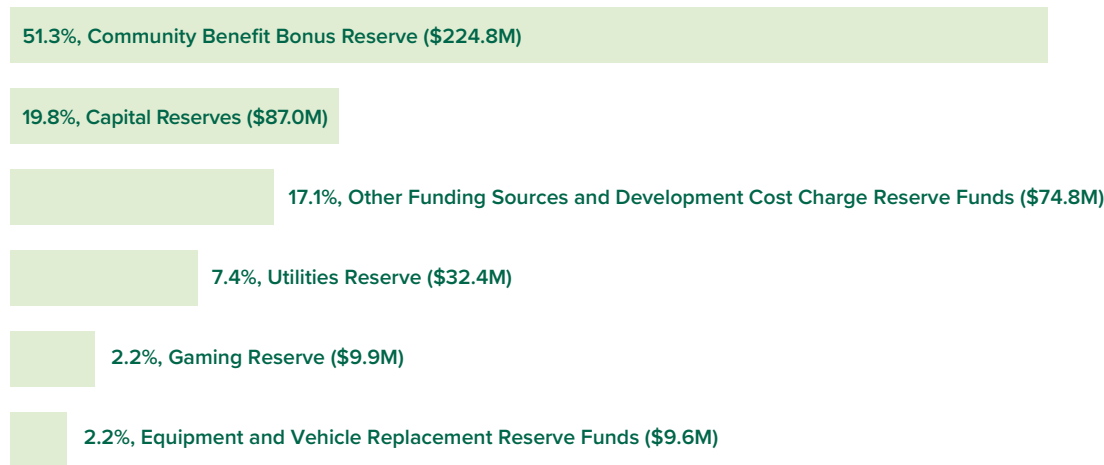 51.3%, Community Benefit Bonus Reserve ($224.8M)
19.8%, Capital Reserves ($87.0M)
17.1%, Other Funding Sources and Development Cost Charge Reserve Funds ($74.8M)
7.4%, Utilities Reserve ($32.4M)
2.2%, Gaming Reserve ($9.9M)
2.2%, Equipment and Vehicle Replacement Reserve Funds ($9.6M)